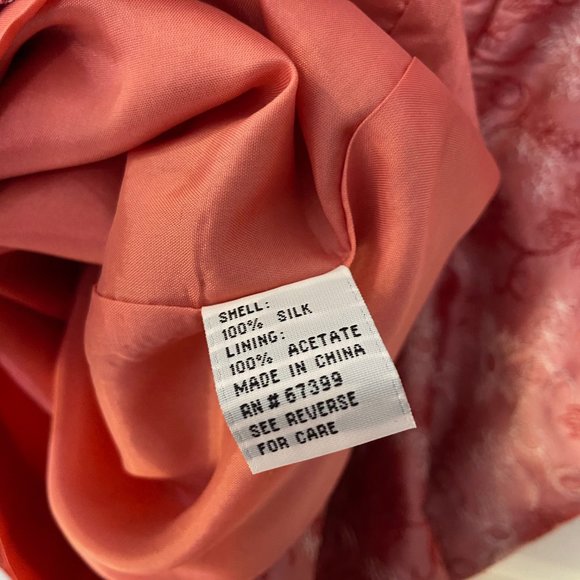 SHELL:
100% SILK
LINING:
100% ACETATE
MADE IN CHINA
RN # 67399
SEE REVERSE
FOR CARE